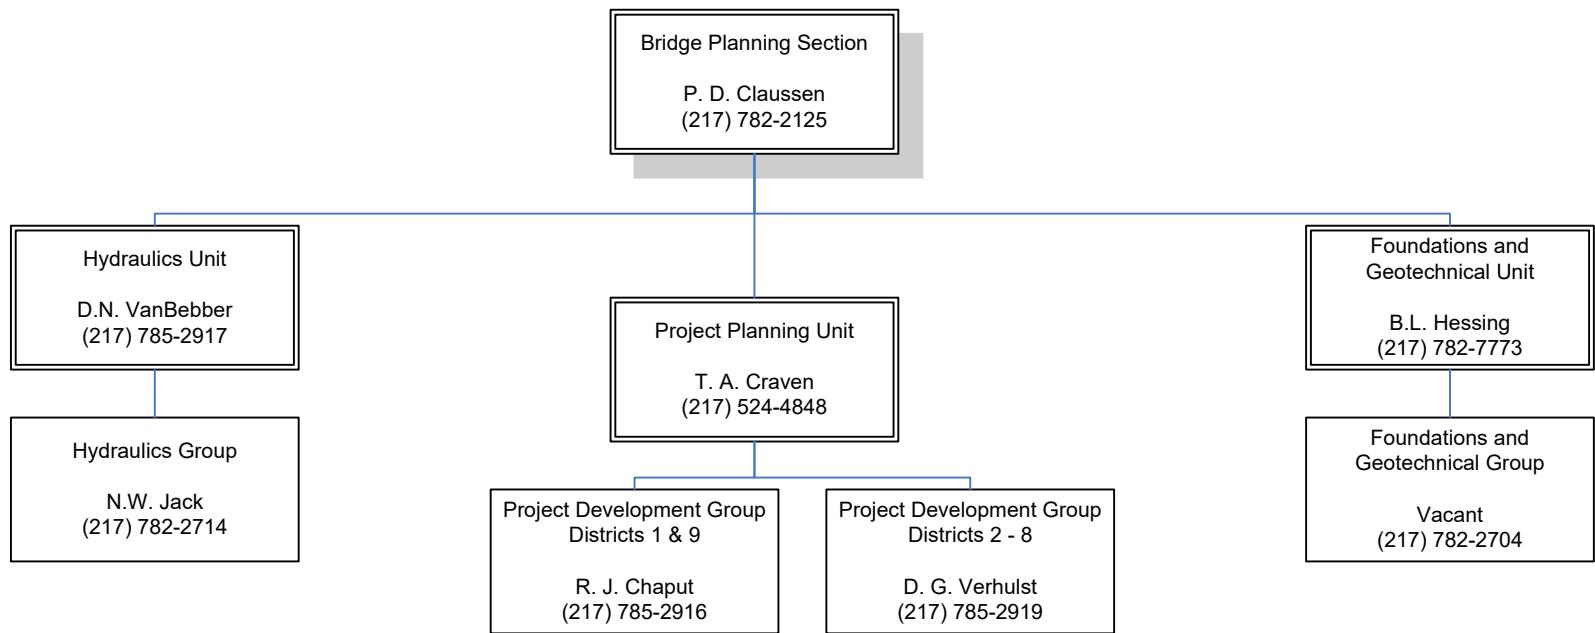 Bridge Planning Section
P. D. Claussen
(217) 782-2125
Hydraulics Unit
D.N. VanBebber
(217) 785-2917
Project Planning Unit
T. A. Craven
(217) 524-4848
Foundations and
Geotechnical Unit
B.L. Hessing
(217) 782-7773
Hydraulics Group
N.W. Jack
(217) 782-2714
Project Development Group
Districts 1 & 9
R. J. Chaput
(217) 785-2916
Project Development Group
Districts 2 - 8
D. G. Verhulst
(217) 785-2919
Foundations and
Geotechnical Group
Vacant
(217) 782-2704